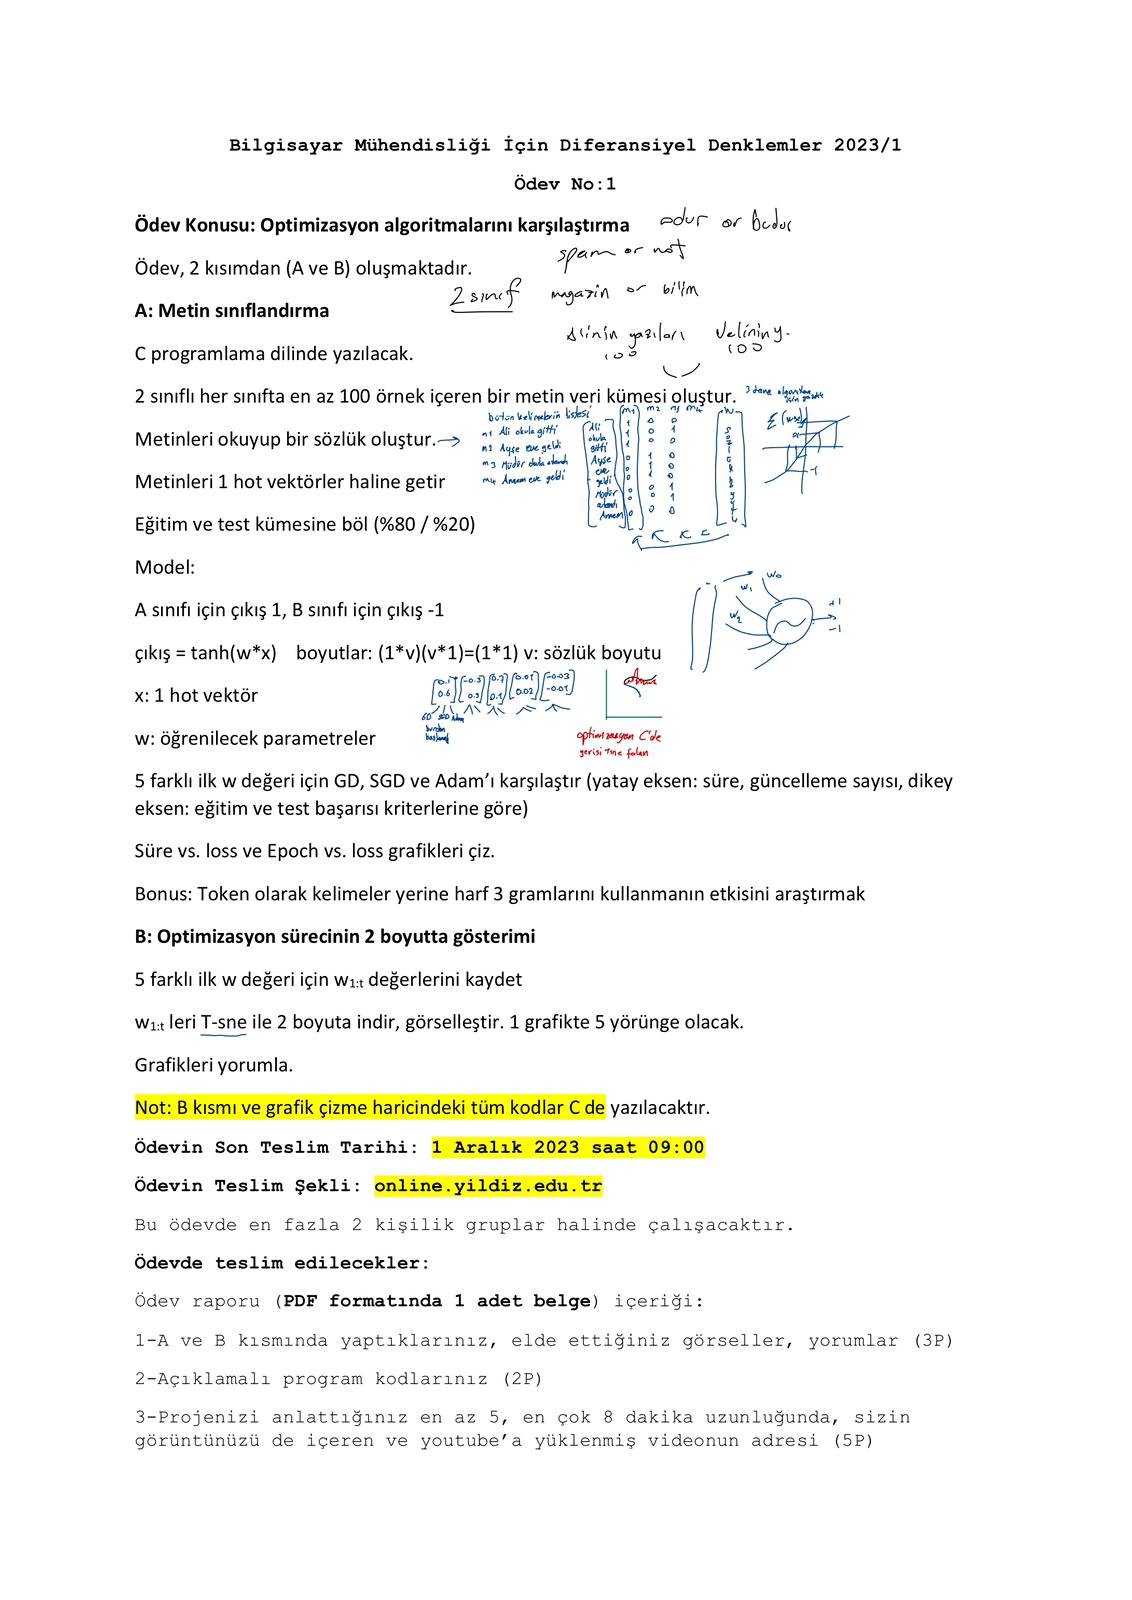 Bilgisayar Mühendisliği İçin Diferansiyel Denklemler 2023/1
Ödev No:1
Ödev Konusu: Optimizasyon algoritmalarını karşılaştırma
odur or budur
spam or not
Ödev, 2 kısımdan (A ve B) oluşmaktadır.
2 sınıf magazin or bilim
A: Metin sınıflandırma
Alinin yazıları Velinin y.
100 100
C programlama dilinde yazılacak.
2 sınıflı her sınıfta en az 100 örnek içeren bir metin veri kümesi oluştur.
3 tane algoritma
bütün kelimelerin listesi
m1 m2 m3 m4
Metinleri okuyup bir sözlük oluştur.
m1 Ali okula gitti
m2 Ayşe eve geldi
m3 Müdür okula atandı
m4 Annem eve geldi
Ali
okula
gitti
Ayşe
eve
geldi
Müdür
atandı
Annem
Metinleri 1 hot vektörler haline getir
Eğitim ve test kümesine böl (%80 / %20)
Model:
w0
w1
w2
+1
-1
A sınıfı için çıkış 1, B sınıfı için çıkış -1
çıkış = tanh(w*x) boyutlar: (1*v)(v*1)=(1*1) v: sözlük boyutu
x: 1 hot vektör
w: öğrenilecek parametreler
GD SGD Adam
buradan
optimizasyon C'de
gerisi
5 farklı ilk w değeri için GD, SGD ve Adam'ı karşılaştır (yatay eksen: süre, güncelleme sayısı, dikey
eksen: eğitim ve test başarısı kriterlerine göre)
Süre vs. loss ve Epoch vs. loss grafikleri çiz.
Bonus: Token olarak kelimeler yerine harf 3 gramlarını kullanmanın etkisini araştırmak
B: Optimizasyon sürecinin 2 boyutta gösterimi
5 farklı ilk w değeri için w1:t değerlerini kaydet
w1:t leri T-sne ile 2 boyuta indir, görselleştir. 1 grafikte 5 yörünge olacak.
Grafikleri yorumla.
Not: B kısmı ve grafik çizme haricindeki tüm kodlar C de yazılacaktır.
Ödevin Son Teslim Tarihi: 1 Aralık 2023 saat 09:00
Ödevin Teslim Şekli: online.yildiz.edu.tr
Bu ödevde en fazla 2 kişilik gruplar halinde çalışacaktır.
Ödevde teslim edilecekler:
Ödev raporu (PDF formatında 1 adet belge) içeriği:
1-A ve B kısmında yaptıklarınız, elde ettiğiniz görseller, yorumlar (3P)
2-Açıklamalı program kodlarınız (2P)
3-Projenizi anlattığınız en az 5, en çok 8 dakika uzunluğunda, sizin
görüntünüzü de içeren ve youtube'a yüklenmiş videonun adresi (5P)